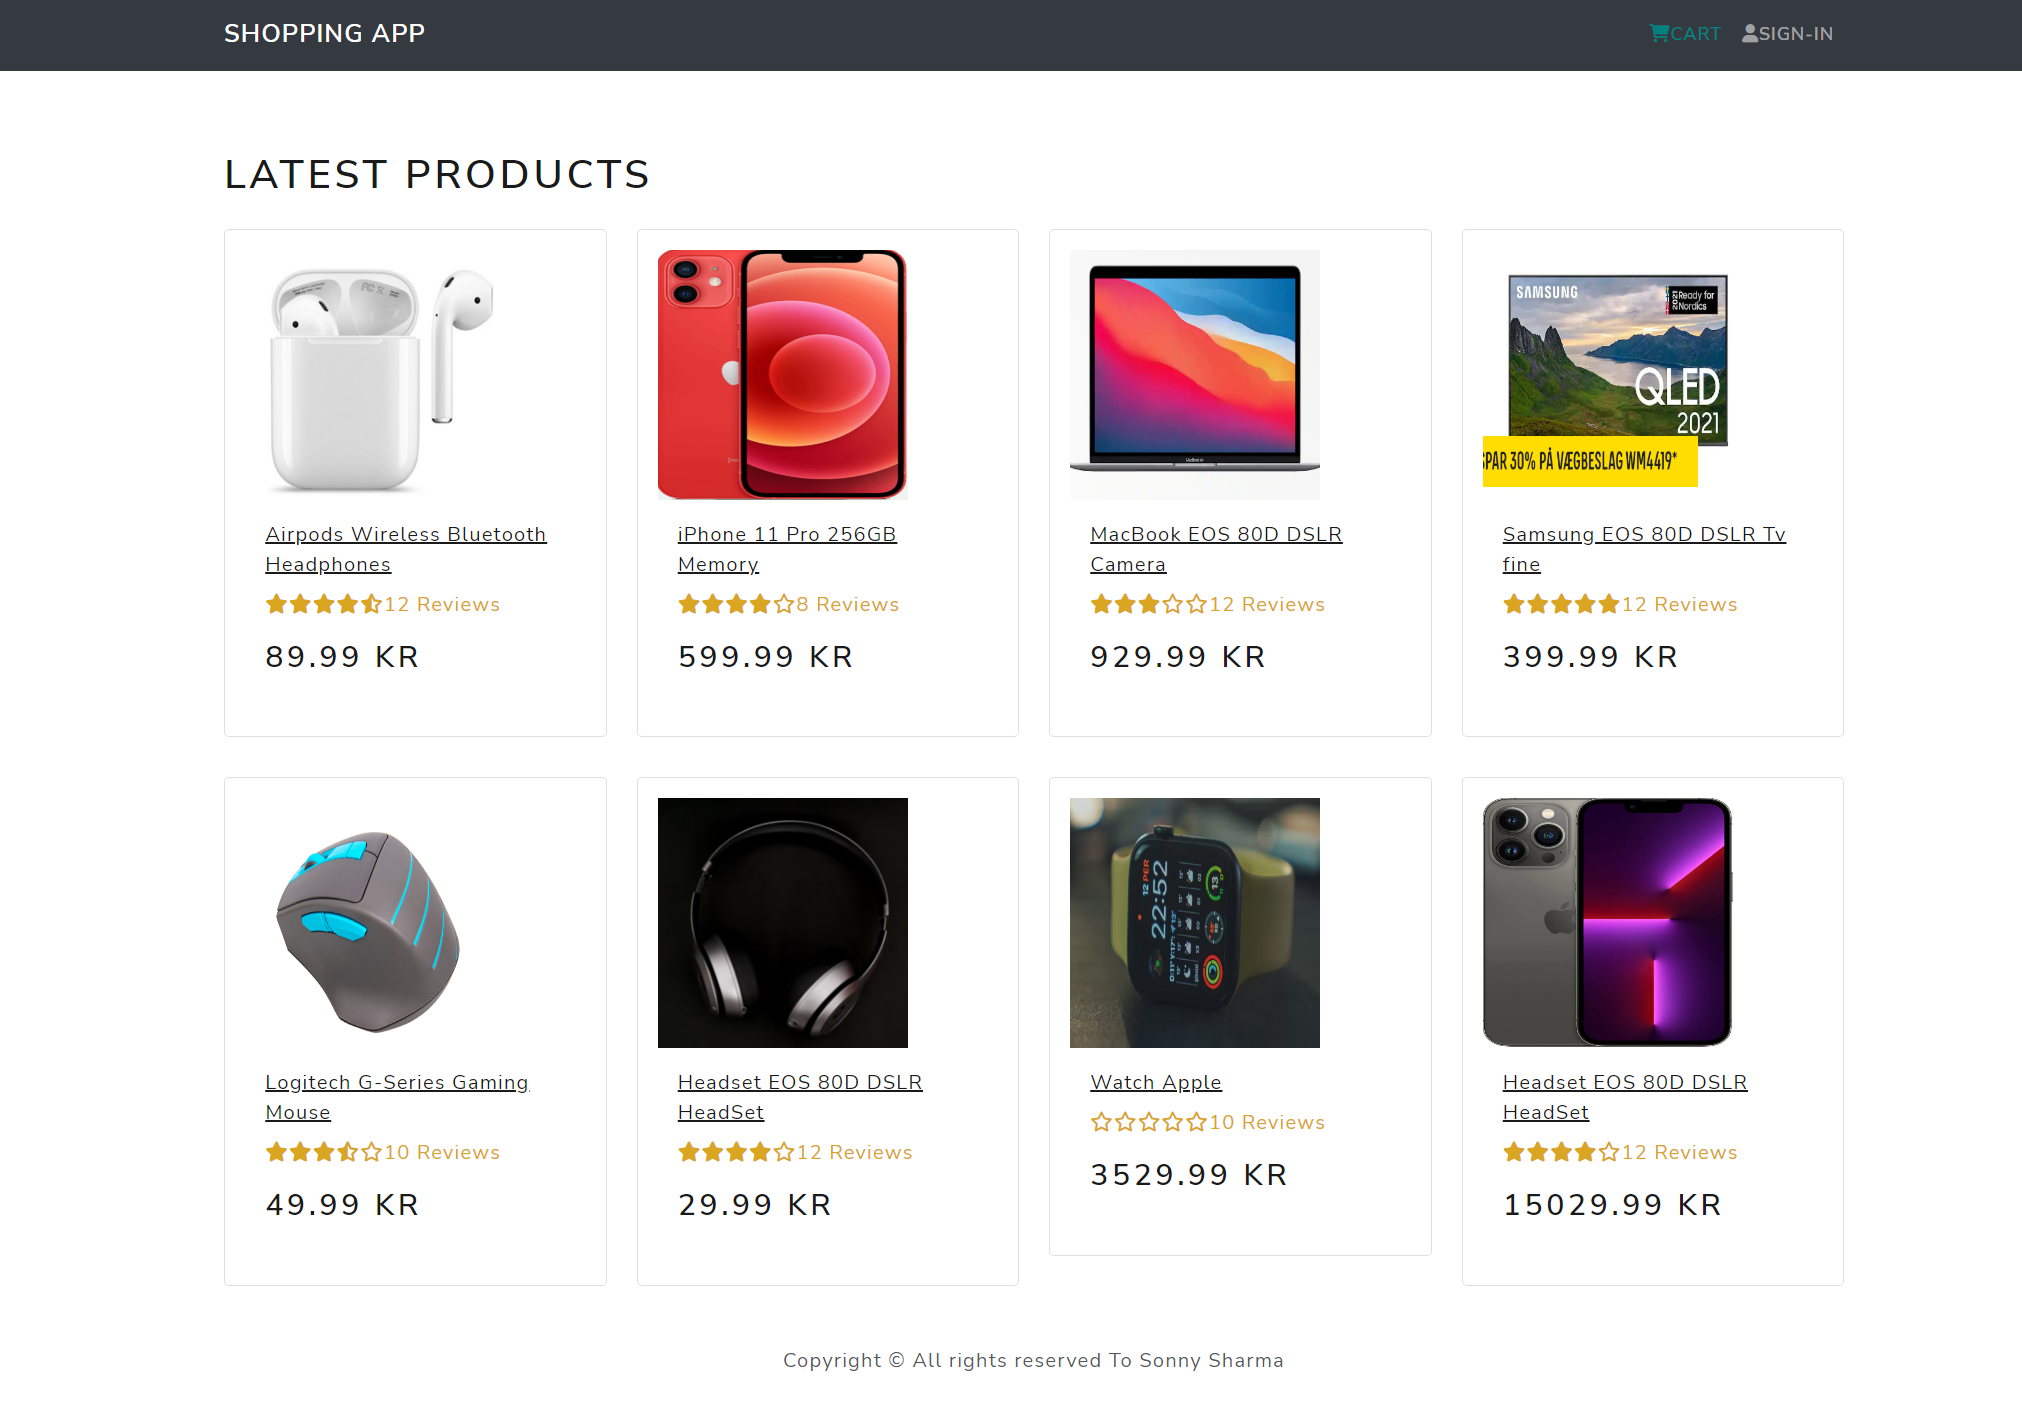 SHOPPING APP
CART SIGN-IN
LATEST PRODUCTS
SAMSUNG
2021 Ready for Nordics
QLED
2021
SPAR 30% PÅ VÆGBESLAG WM4419*
Airpods Wireless Bluetooth
Headphones
12 Reviews
89.99 KR
iPhone 11 Pro 256GB
Memory
8 Reviews
599.99 KR
MacBook EOS 80D DSLR
Camera
12 Reviews
929.99 KR
Samsung EOS 80D DSLR Tv
fine
12 Reviews
399.99 KR
12 PER
22:52
13
Logitech G-Series Gaming
Mouse
10 Reviews
49.99 KR
Headset EOS 80D DSLR
HeadSet
12 Reviews
29.99 KR
Watch Apple
10 Reviews
3529.99 KR
Headset EOS 80D DSLR
HeadSet
12 Reviews
15029.99 KR
Copyright © All rights reserved To Sonny Sharma